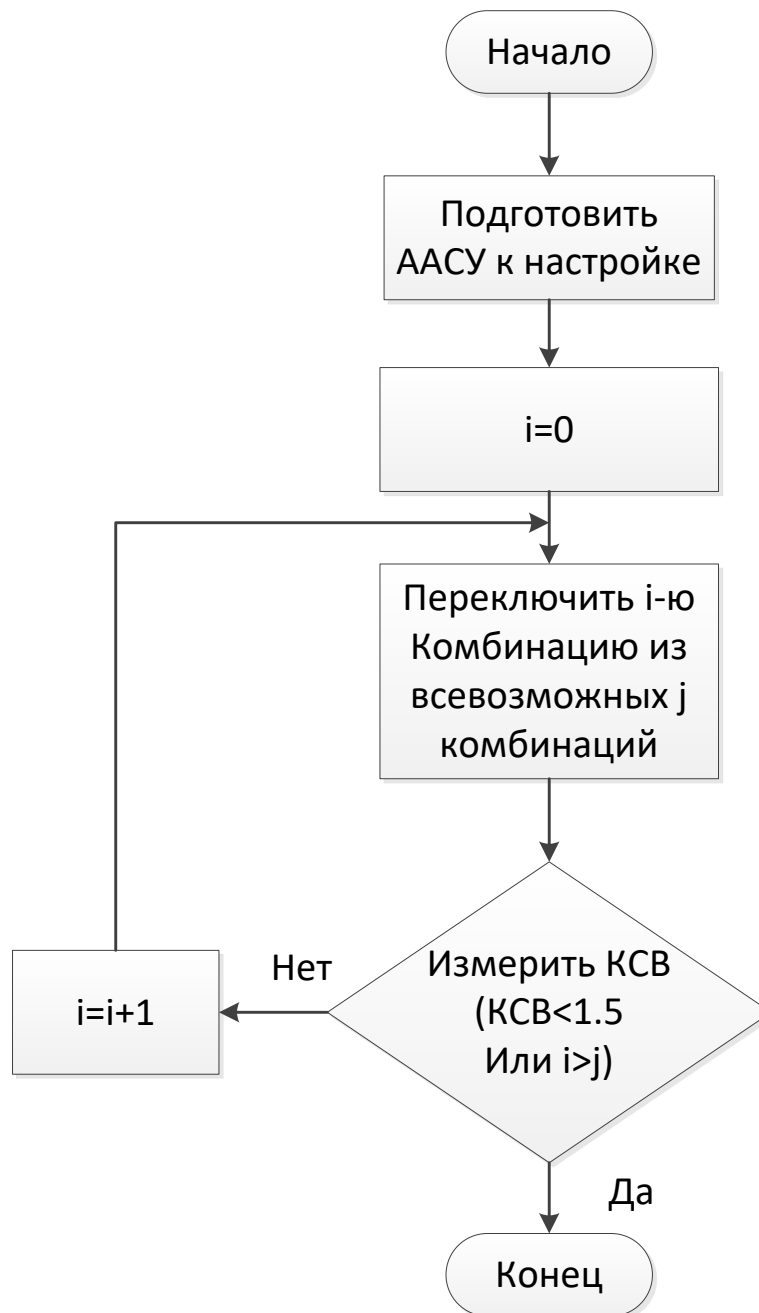 Начало
Подготовить
ААСУ к настройке
i=0
Переключить i-ю
Комбинацию из
всевозможных j
комбинаций
Измерить КСВ
(КСВ<1.5
Или i>j)
Нет
i=i+1
Да
Конец